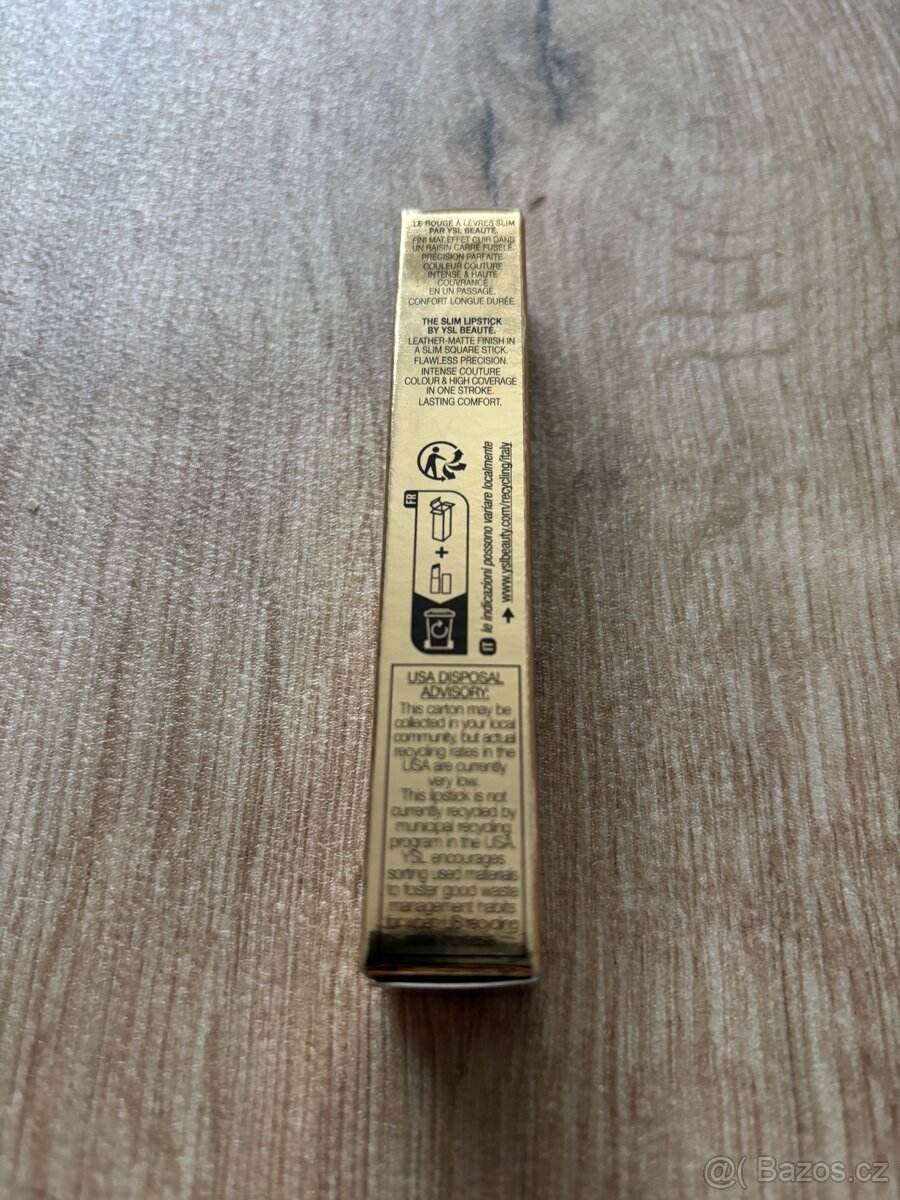 LE ROUGE À LÈVRES SLIM
PAR YSL BEAUTÉ.
FINI MAT EFFET CUIR DANS
UN RAISIN CARRÉ FUSELÉ.
PRÉCISION PARFAITE.
COULEUR COUTURE
INTENSE & HAUTE
COUVRANCE
EN UN PASSAGE.
CONFORT LONGUE DURÉE.
THE SLIM LIPSTICK
BY YSL BEAUTÉ.
LEATHER-MATTE FINISH IN
A SLIM SQUARE STICK.
FLAWLESS PRECISION.
INTENSE COUTURE
COLOUR & HIGH COVERAGE
IN ONE STROKE.
LASTING COMFORT.
FR
IT le indicazioni possono variare localmente
www.yslbeauty.com/recycling/italy
USA DISPOSAL
ADVISORY:
This carton may be
collected in your local
community, but actual
recycling rates in the
USA are currently
very low.
This lipstick is not
currently recycled by
municipal recycling
program in the USA.
YSL encourages
sorting used materials
to foster good waste
management habits
US recycling
@( Bazos.cz